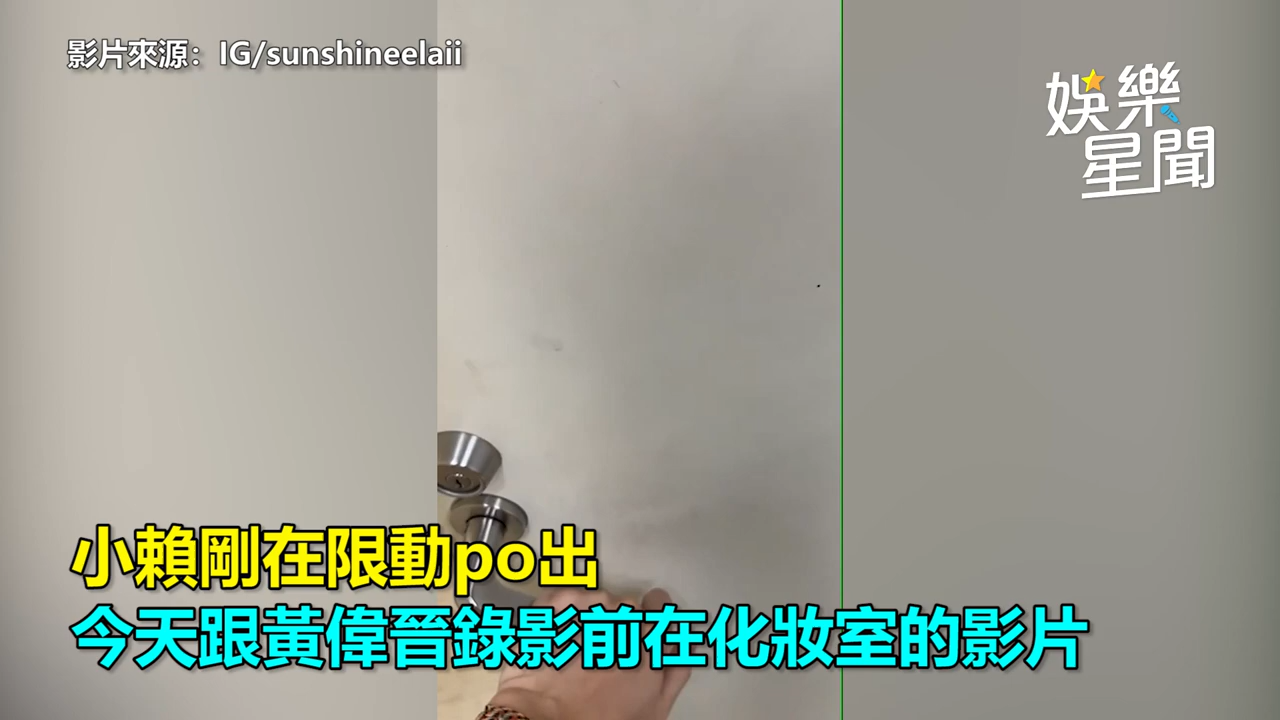 影片來源：IG/sunshineelaii
娛樂
星聞
小賴剛在限動po出
今天跟黃偉晉錄影前在化妝室的影片